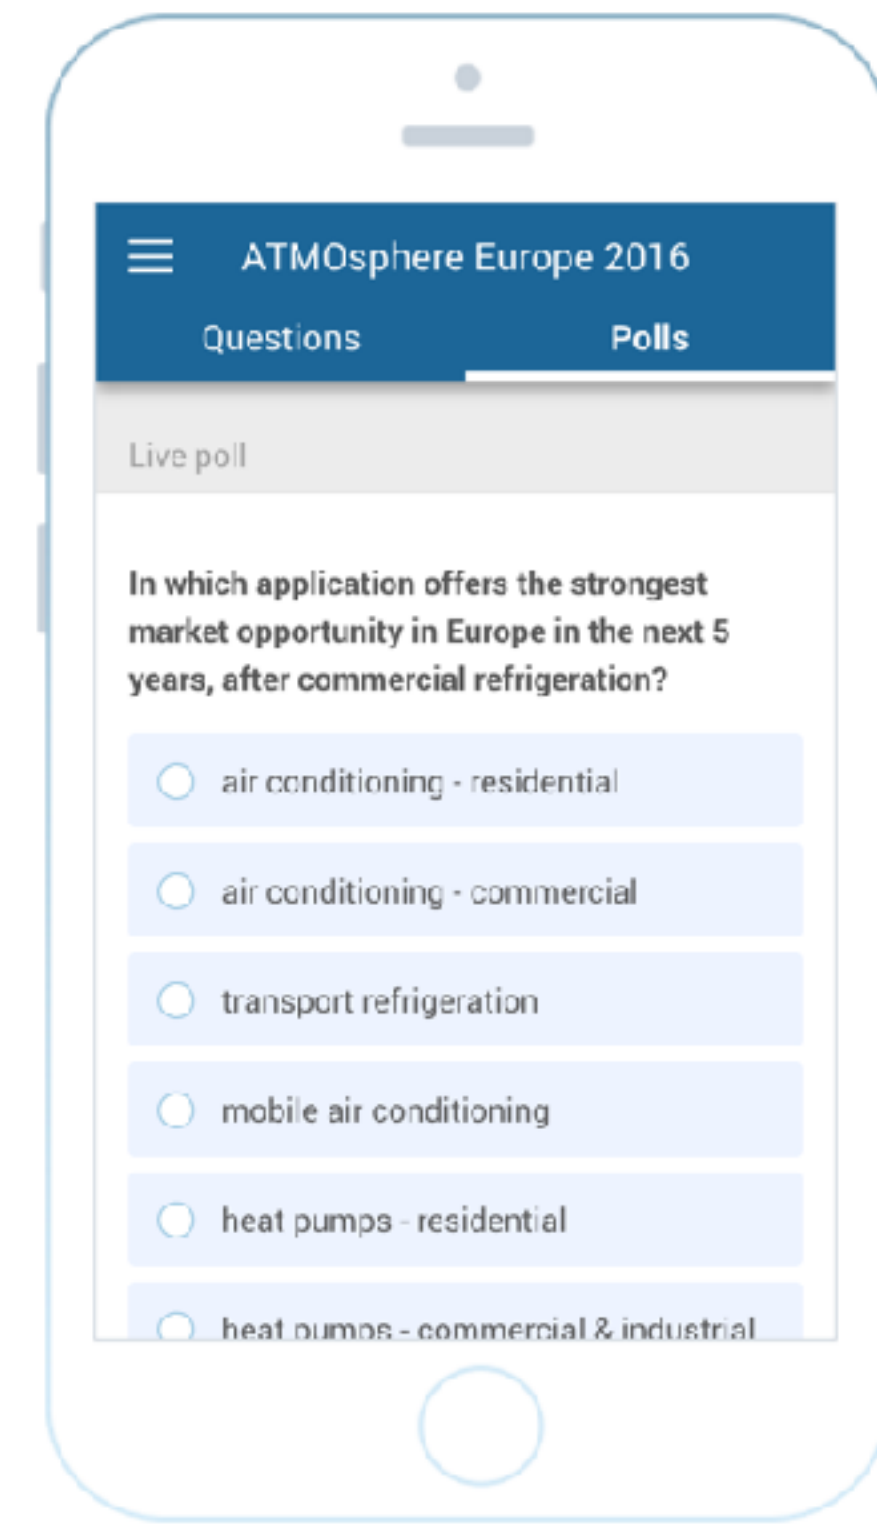 ATMOsphere Europe 2016
Questions Polls
Live poll
In which application offers the strongest
market opportunity in Europe in the next 5
years, after commercial refrigeration?
air conditioning - residential
air conditioning - commercial
transport refrigeration
mobile air conditioning
heat pumps - residential
heat pumps - commercial & industrial